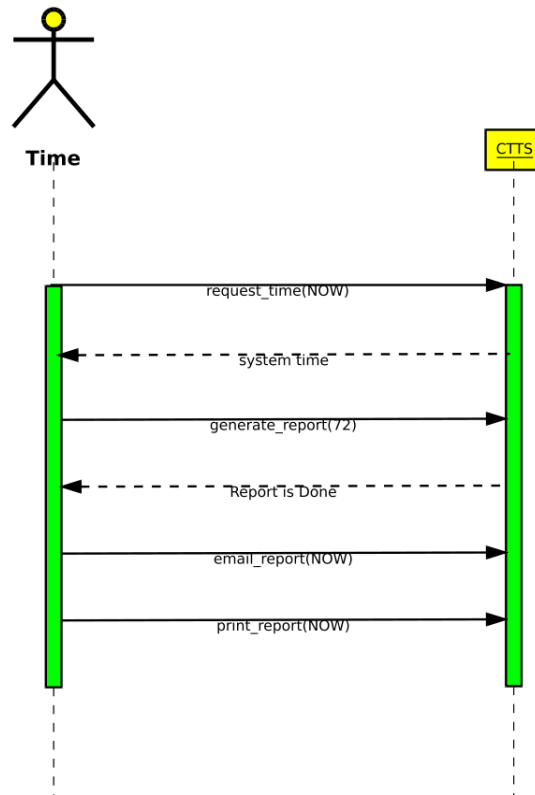 Time
CTTS
request_time(NOW)
system time
generate_report(72)
Report is Done
email_report(NOW)
print_report(NOW)